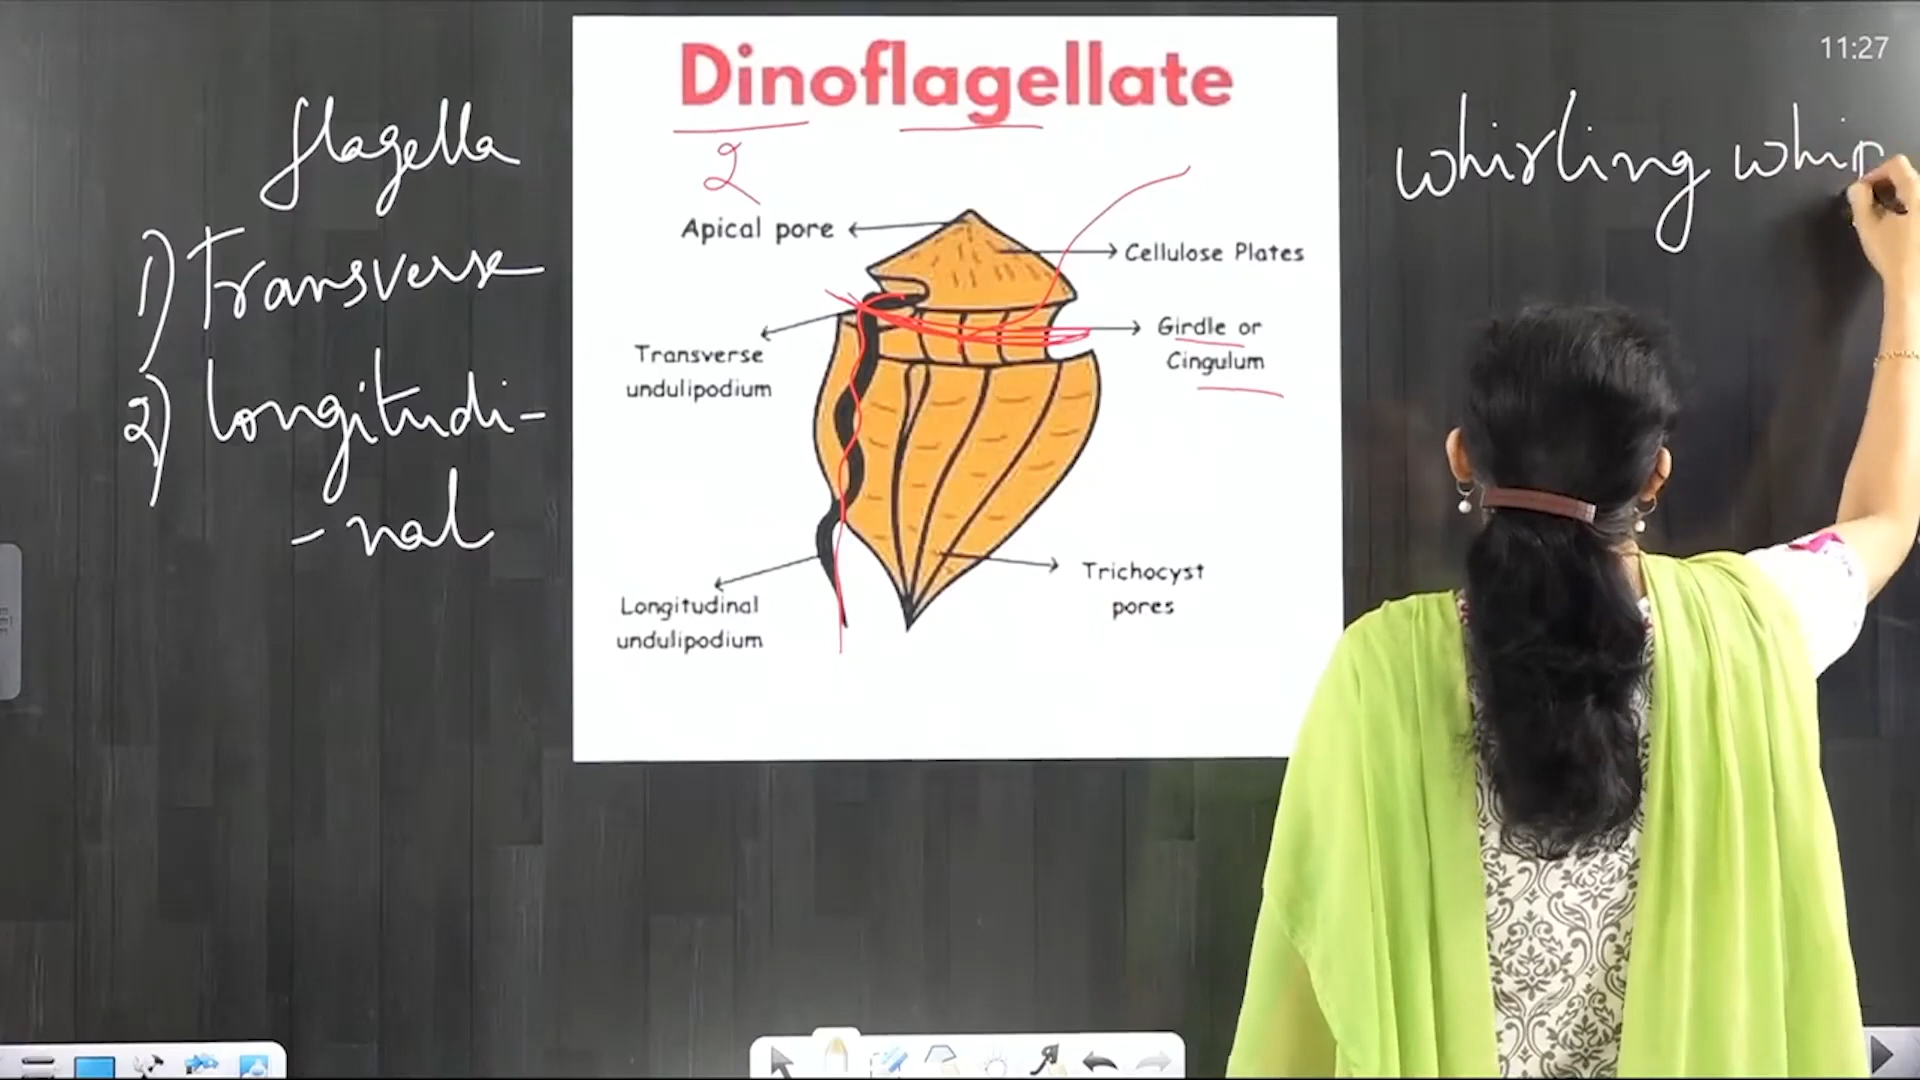 11:27
Dinoflagellate
2
flagella
1) Transverse
2) longitudi-
- nal
whirling whip
Apical pore
Cellulose Plates
Transverse
undulipodium
Girdle or
Cingulum
Longitudinal
undulipodium
Trichocyst
pores